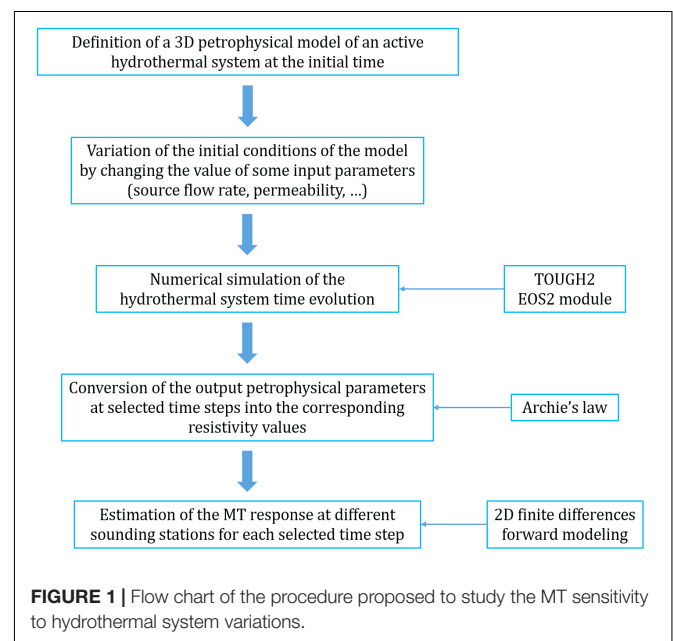 Definition of a 3D petrophysical model of an active
hydrothermal system at the initial time
Variation of the initial conditions of the model
by changing the value of some input parameters
(source flow rate, permeability, ...)
Numerical simulation of the
hydrothermal system time evolution
TOUGH2
EOS2 module
Conversion of the output petrophysical parameters
at selected time steps into the corresponding
resistivity values
Archie's law
Estimation of the MT response at different
sounding stations for each selected time step
2D finite differences
forward modeling
FIGURE 1 | Flow chart of the procedure proposed to study the MT sensitivity
to hydrothermal system variations.